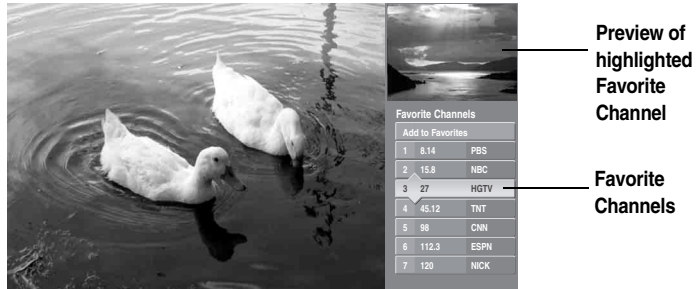 Preview of
highlighted
Favorite
Channel
Favorite Channels
Add to Favorites
1 8.14 PBS
2 15.8 NBC
3 27 HGTV
4 45.12 TNT
5 98 CNN
6 112.3 ESPN
7 120 NICK
Favorite
Channels